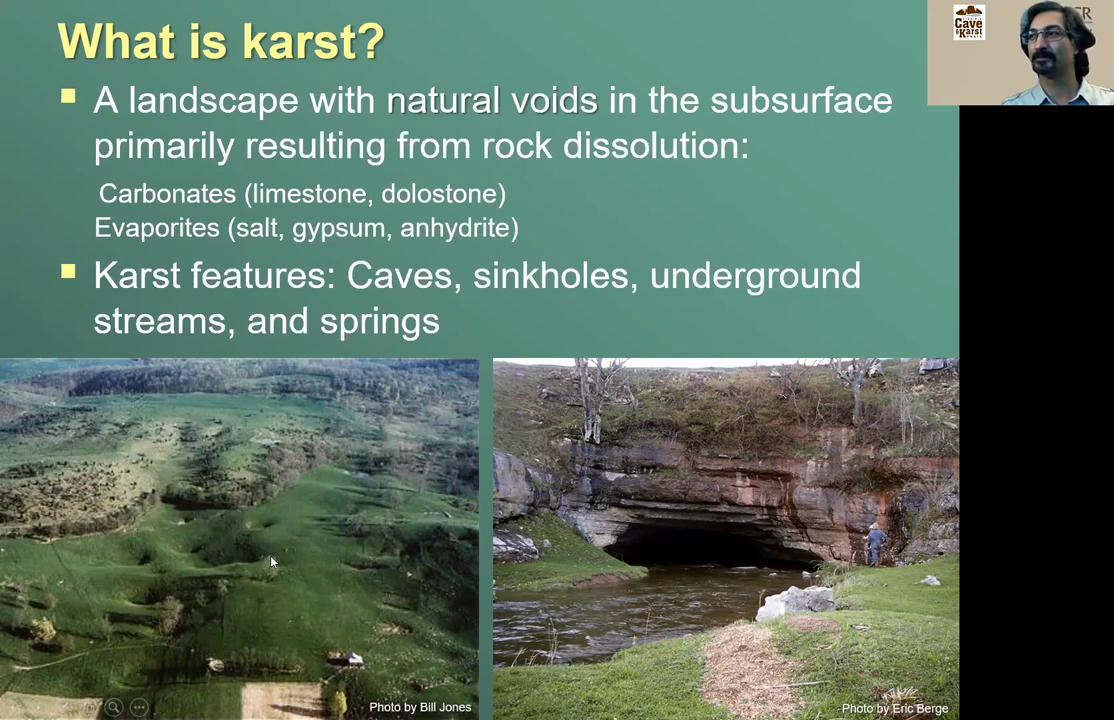 What is karst?
A landscape with natural voids in the subsurface
primarily resulting from rock dissolution:
Carbonates (limestone, dolostone)
Evaporites (salt, gypsum, anhydrite)
Karst features: Caves, sinkholes, underground
streams, and springs
Photo by Bill Jones
Photo by Eric Berge
Cave
&Karst